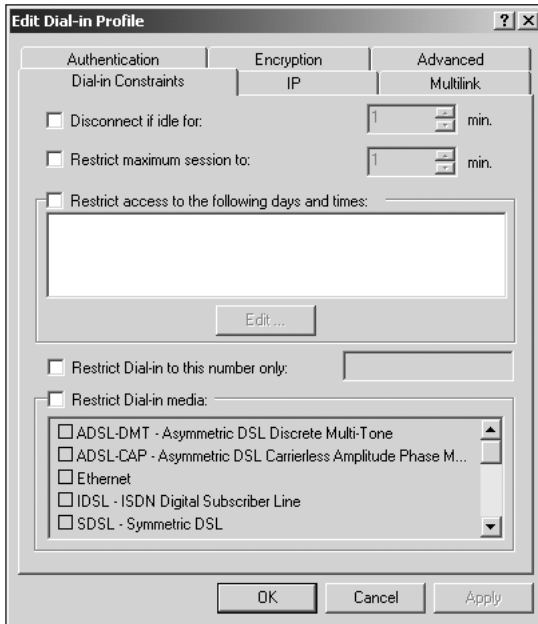 Edit Dial-in Profile
Authentication Encryption Advanced
Dial-in Constraints IP Multilink
Disconnect if idle for: 1 min.
Restrict maximum session to: 1 min.
Restrict access to the following days and times:
Edit ...
Restrict Dial-in to this number only:
Restrict Dial-in media:
ADSL-DMT - Asymmetric DSL Discrete Multi-Tone
ADSL-CAP - Asymmetric DSL Carrierless Amplitude Phase M...
Ethernet
IDSL - ISDN Digital Subscriber Line
SDSL - Symmetric DSL
OK Cancel Apply